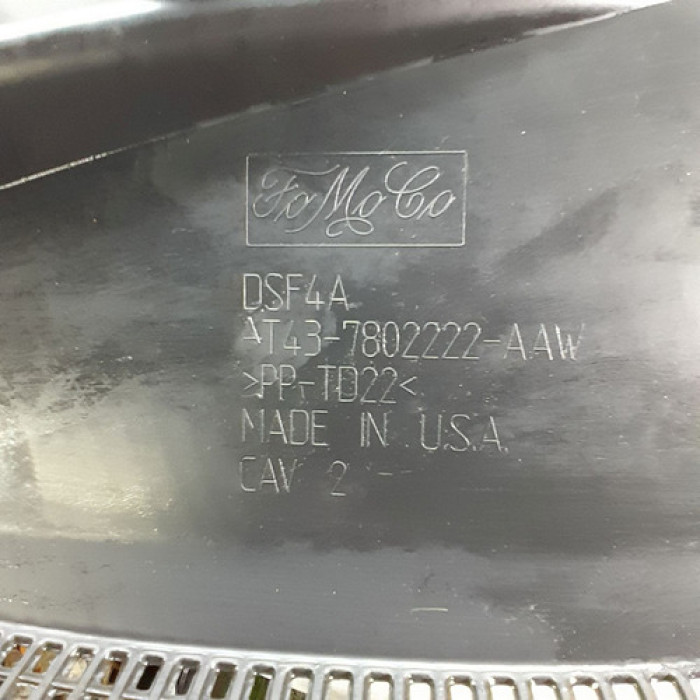 FoMoCo
DSF4A
AT43-7802222-AAW
>PP-TD22<
MADE IN U.S.A.
CAV 2